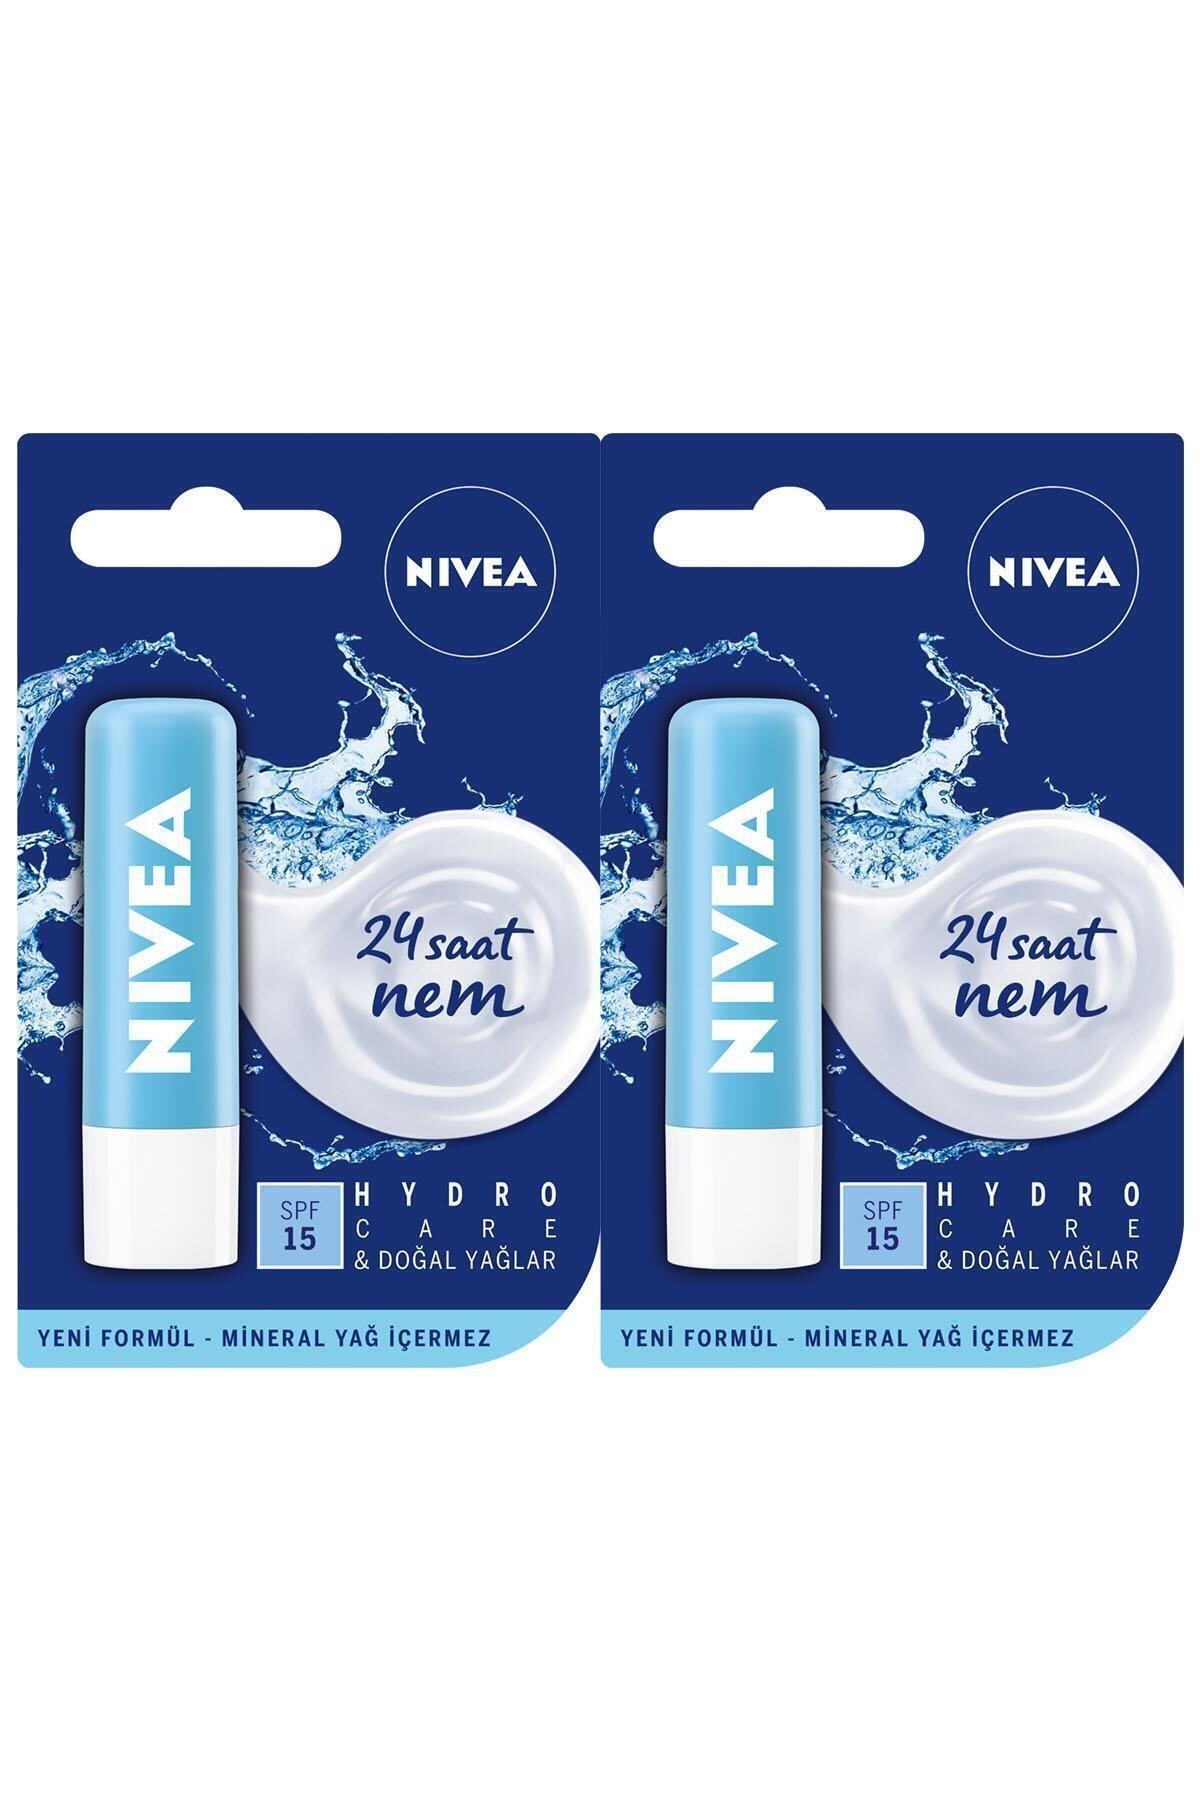 NIVEA
NIVEA
24 saat
nem
SPF
15
HYDRO
CARE
& DOĞAL YAĞLAR
YENİ FORMÜL - MİNERAL YAĞ İÇERMEZ
NIVEA
NIVEA
24 saat
nem
SPF
15
HYDRO
CARE
& DOĞAL YAĞLAR
YENİ FORMÜL - MİNERAL YAĞ İÇERMEZ